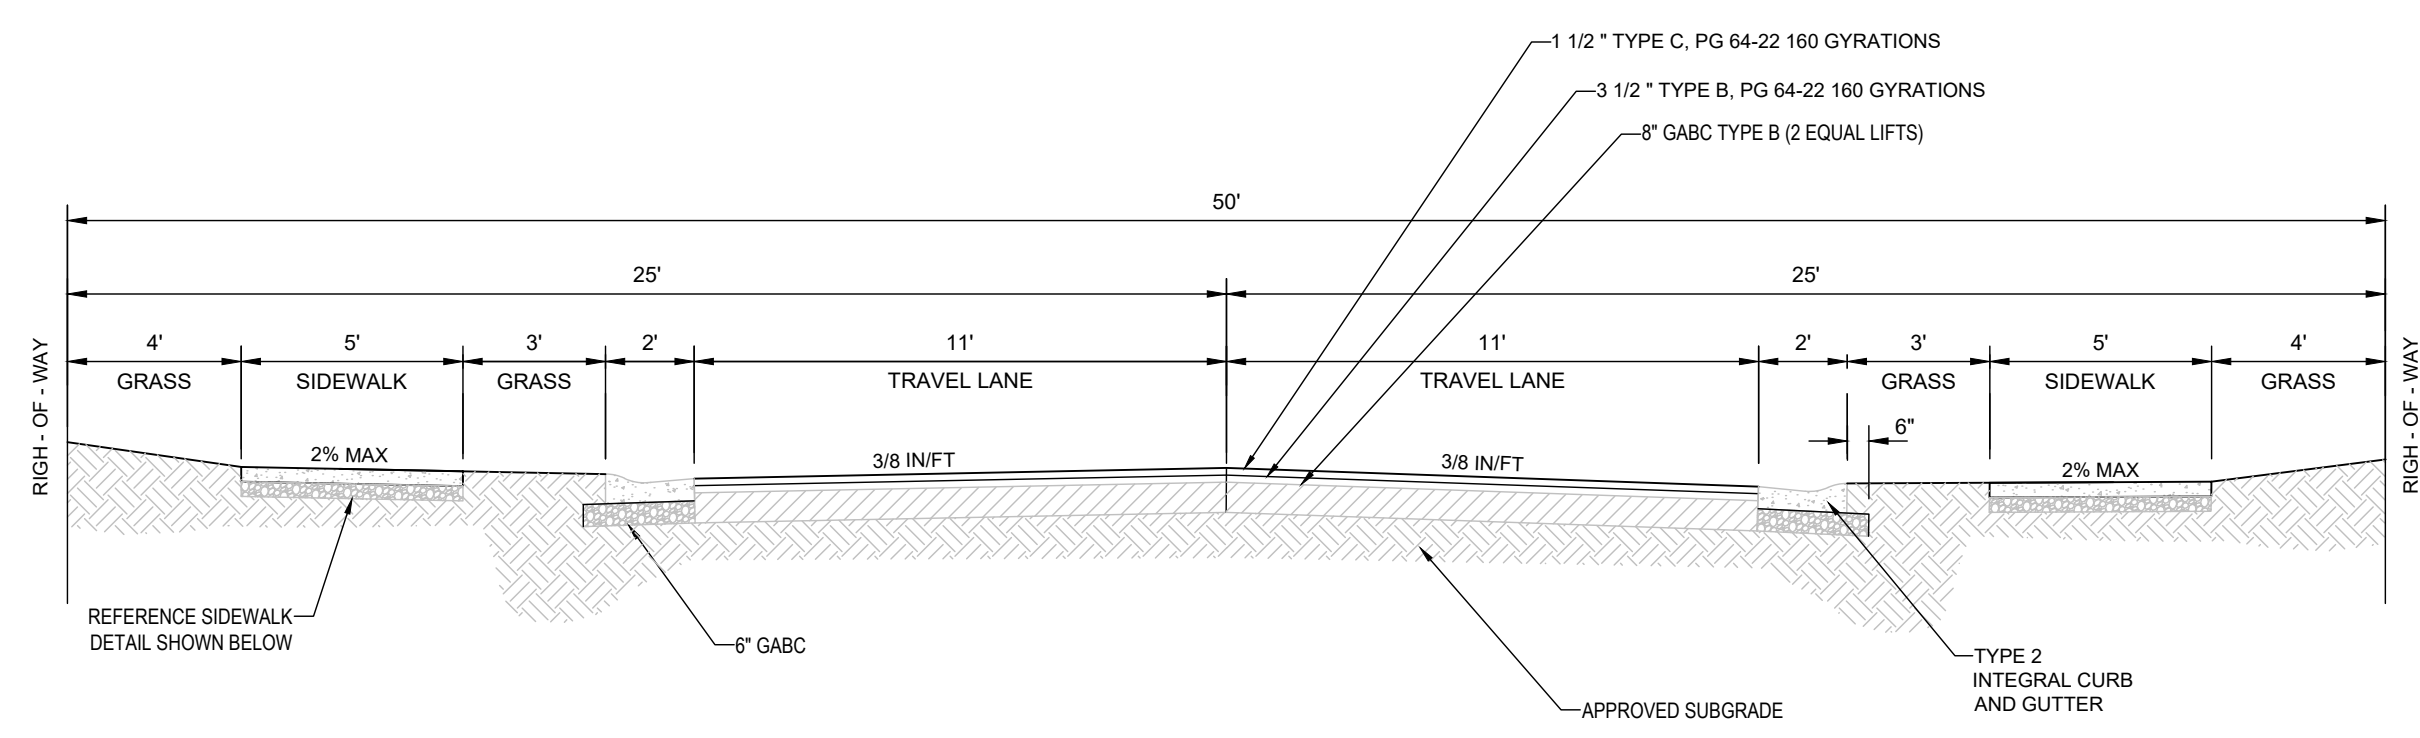 1 1/2 " TYPE C, PG 64-22 160 GYRATIONS
3 1/2 " TYPE B, PG 64-22 160 GYRATIONS
8" GABC TYPE B (2 EQUAL LIFTS)
50'
25'
25'
4'
5'
3'
2'
11'
11'
2'
3'
5'
4'
GRASS
SIDEWALK
GRASS
TRAVEL LANE
TRAVEL LANE
GRASS
SIDEWALK
GRASS
RIGH - OF - WAY
RIGH - OF - WAY
6"
2% MAX
3/8 IN/FT
3/8 IN/FT
2% MAX
REFERENCE SIDEWALK
DETAIL SHOWN BELOW
6" GABC
TYPE 2
INTEGRAL CURB
AND GUTTER
APPROVED SUBGRADE